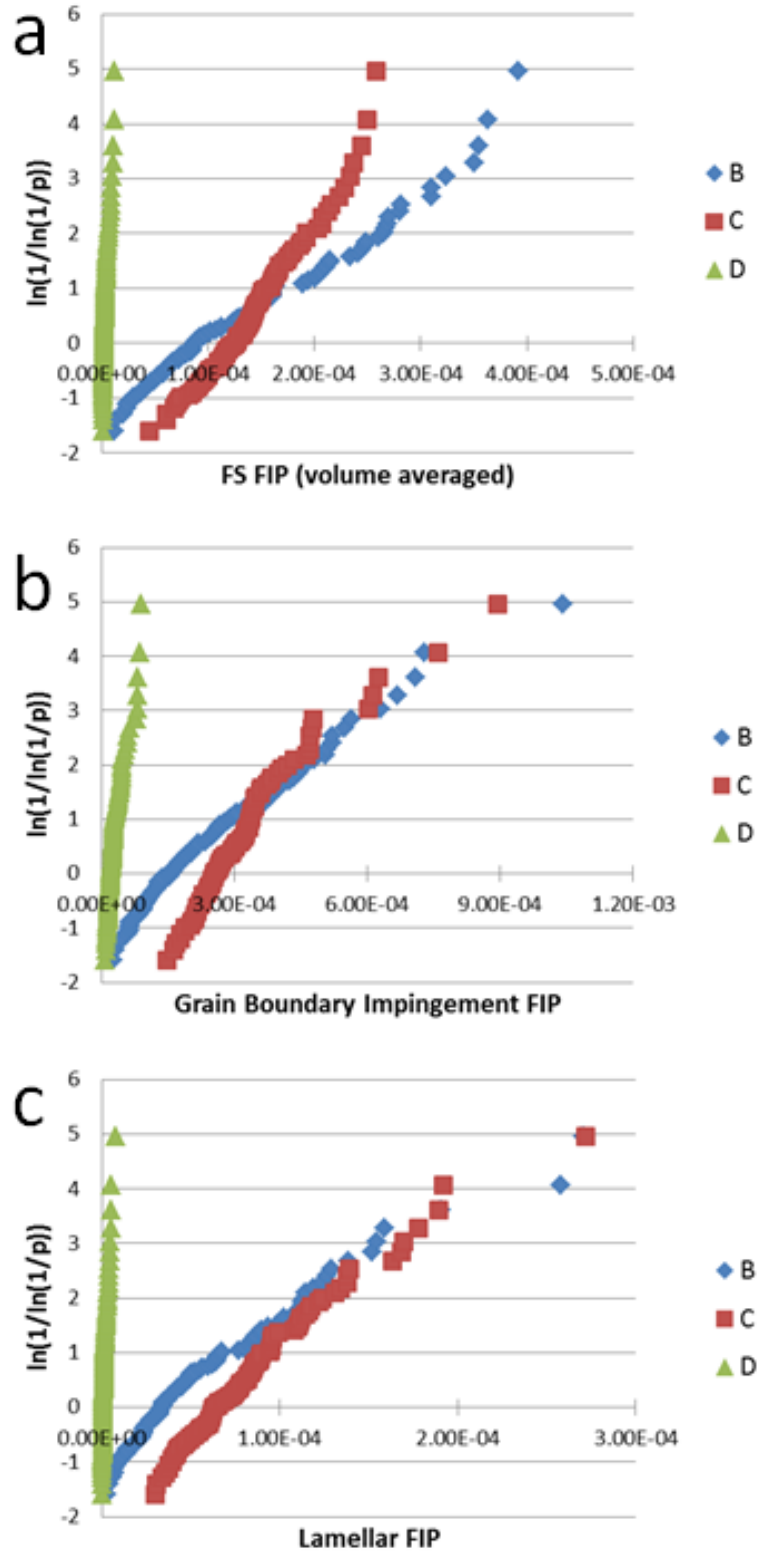 a
6
5
4
3
2
1
0
-1
-2
ln(1/ln(1/p))
0.00E+00 1.00E-04 2.00E-04 3.00E-04 4.00E-04 5.00E-04
FS FIP (volume averaged)
B
C
D
b
6
5
4
3
2
1
0
-1
-2
ln(1/ln(1/p))
0.00E+00 3.00E-04 6.00E-04 9.00E-04 1.20E-03
Grain Boundary Impingement FIP
B
C
D
c
6
5
4
3
2
1
0
-1
-2
ln(1/ln(1/p))
0.00E+00 1.00E-04 2.00E-04 3.00E-04
Lamellar FIP
B
C
D